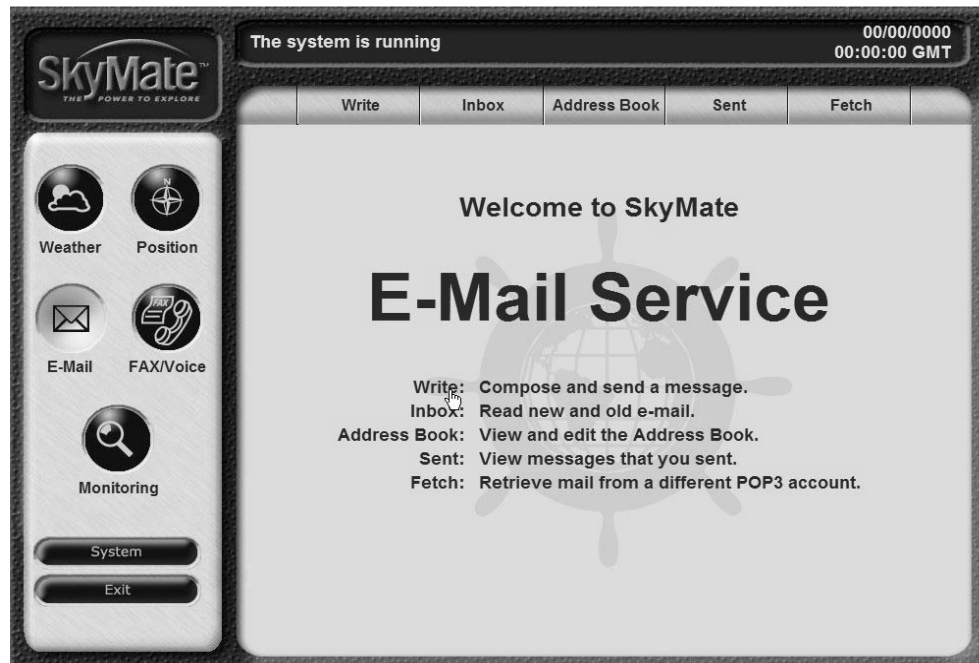 SkyMate™
THE POWER TO EXPLORE
The system is running
00/00/0000
00:00:00 GMT
Write Inbox Address Book Sent Fetch
N
Weather Position
FAX
E-Mail FAX/Voice
Monitoring
System
Exit
Welcome to SkyMate
E-Mail Service
Write: Compose and send a message.
Inbox: Read new and old e-mail.
Address Book: View and edit the Address Book.
Sent: View messages that you sent.
Fetch: Retrieve mail from a different POP3 account.